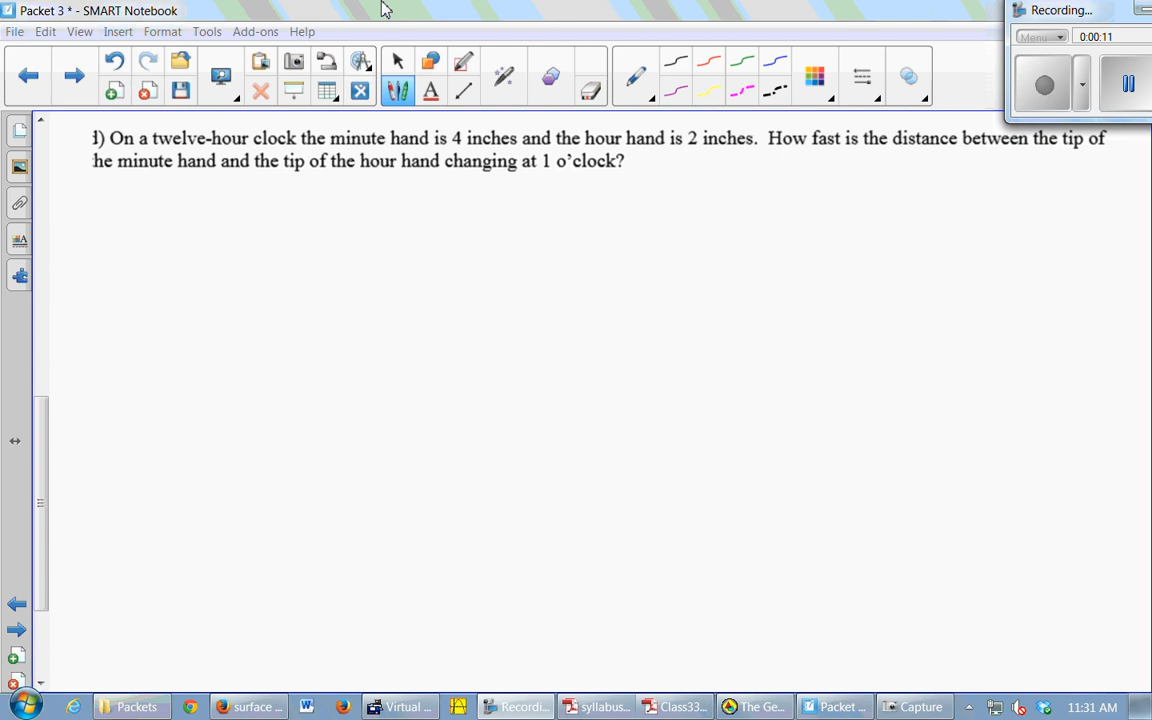 Packet 3 * - SMART Notebook
Recording...
File Edit View Insert Format Tools Add-ons Help
Menu 0:00:11
l) On a twelve-hour clock the minute hand is 4 inches and the hour hand is 2 inches. How fast is the distance between the tip of
he minute hand and the tip of the hour hand changing at 1 o’clock?
Packets surface ... Virtual ... Recordi... syllabus... Class33... The Ge... Packet ... Capture 11:31 AM